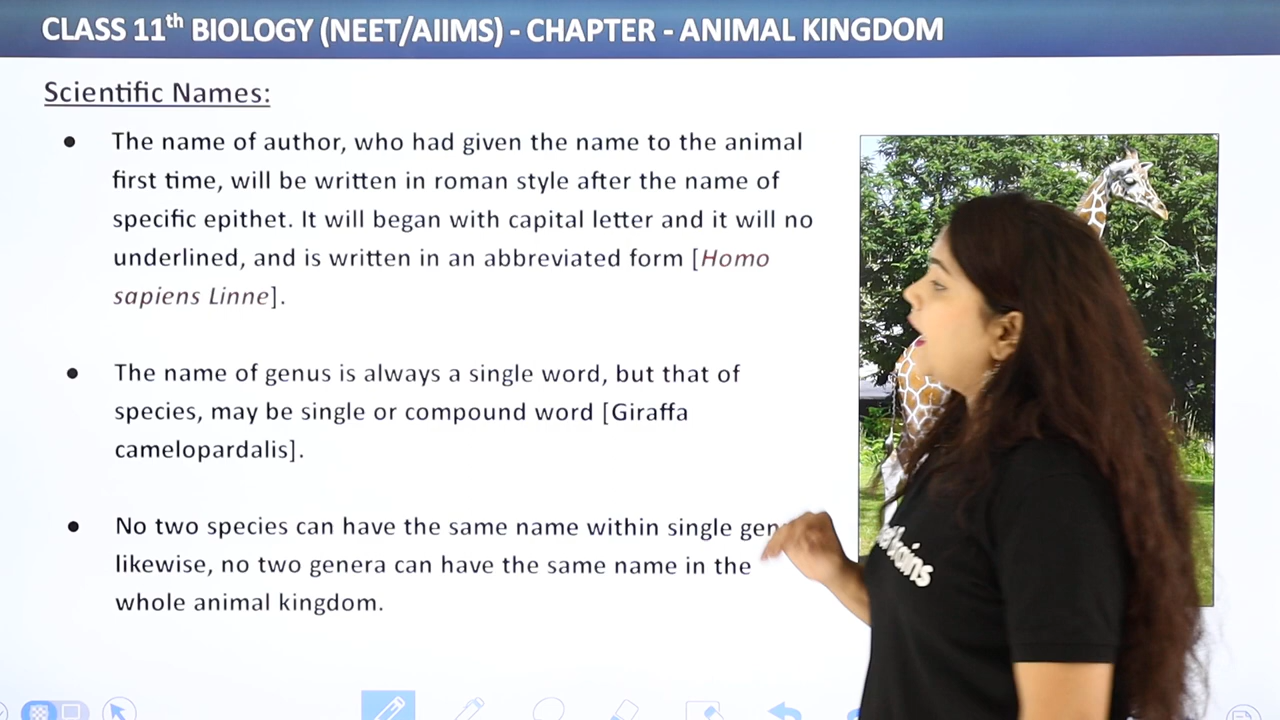 CLASS 11th BIOLOGY (NEET/AIIMS) - CHAPTER - ANIMAL KINGDOM
Scientific Names:
● The name of author, who had given the name to the animal
first time, will be written in roman style after the name of
specific epithet. It will began with capital letter and it will no
underlined, and is written in an abbreviated form [Homo
sapiens Linne].
● The name of genus is always a single word, but that of
species, may be single or compound word [Giraffa
camelopardalis].
● No two species can have the same name within single
likewise, no two genera can have the same name in the
whole animal kingdom.